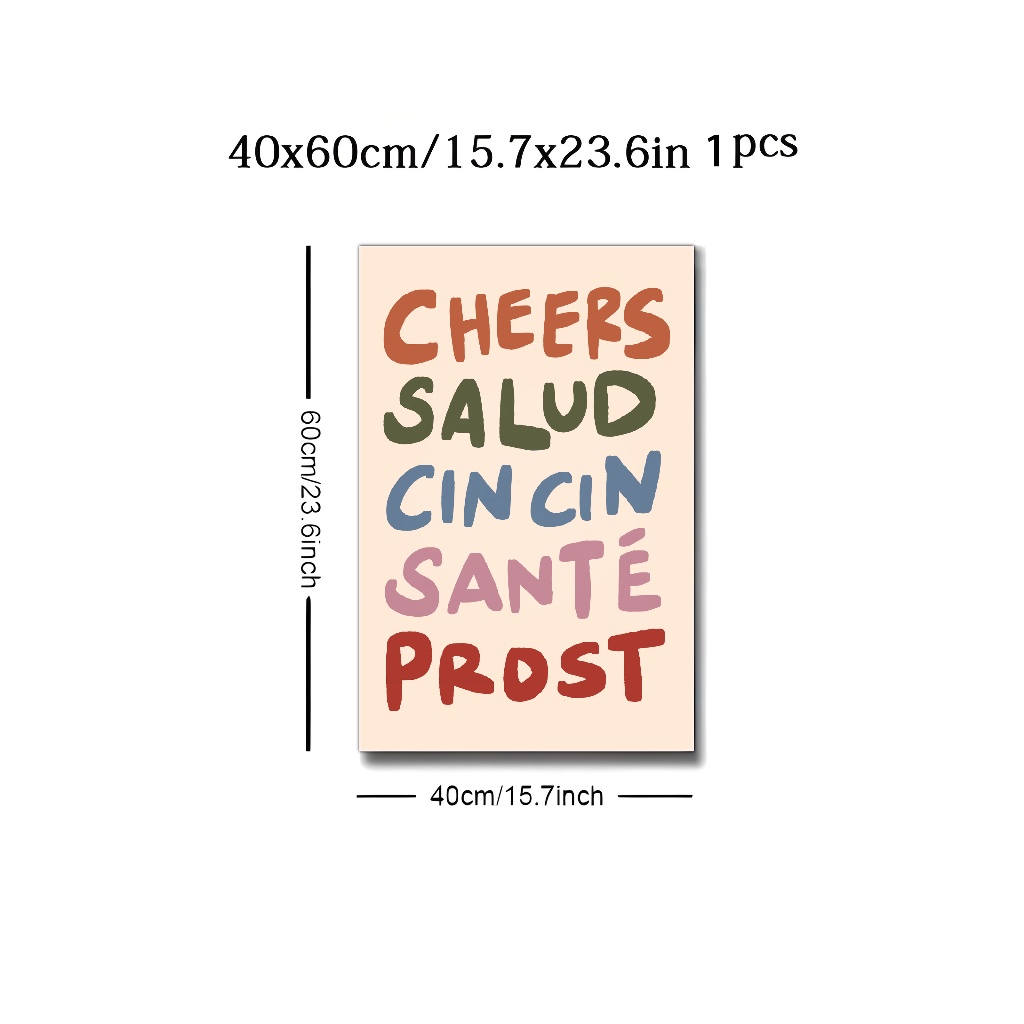 40x60cm/15.7x23.6in 1pcs
CHEERS
SALUD
CIN CIN
SANTÉ
PROST
60cm/23.6inch
40cm/15.7inch